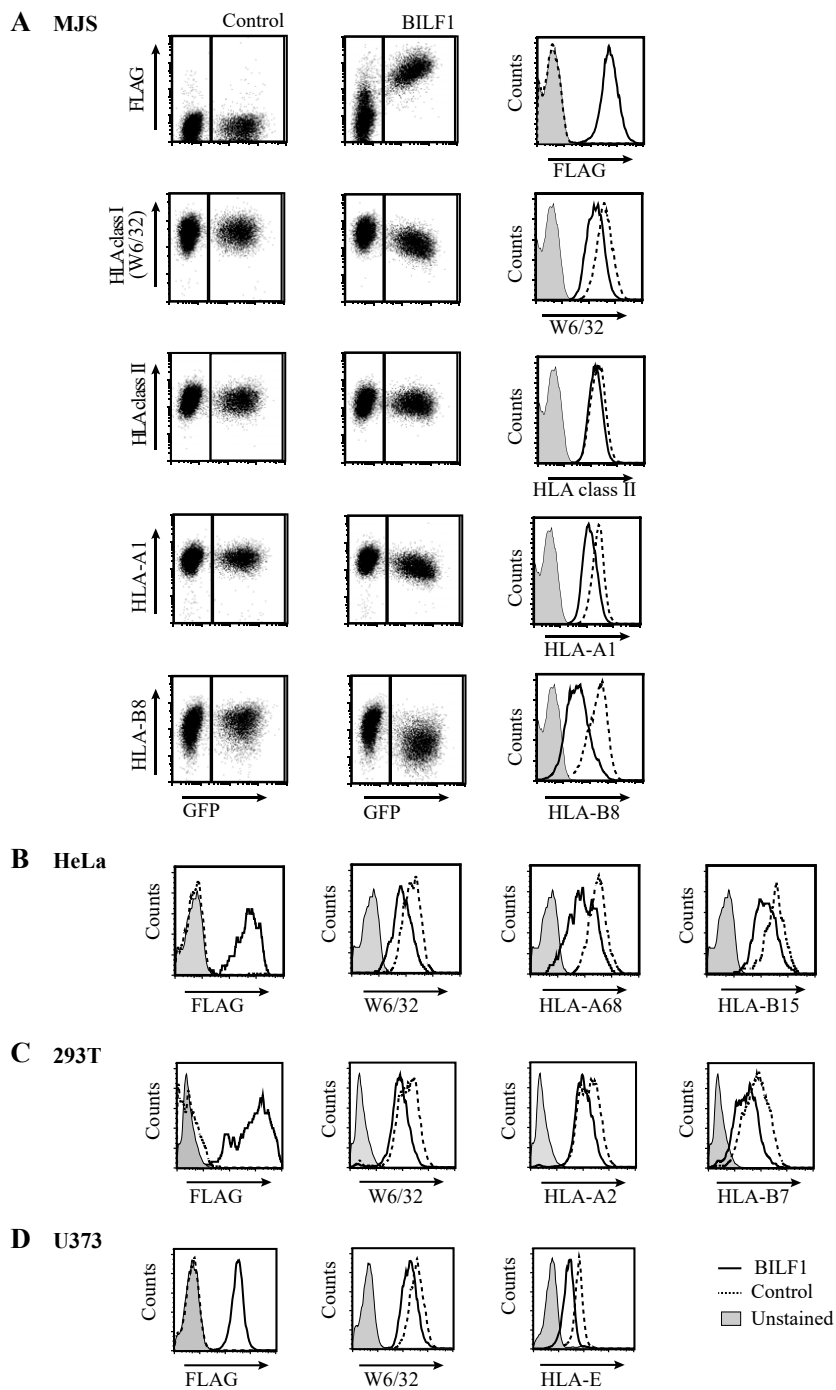 A MJS
Control
BILF1
FLAG
Counts
FLAG
HLA class I
(W6/32)
Counts
W6/32
HLA class II
Counts
HLA class II
HLA-A1
Counts
HLA-A1
HLA-B8
GFP
GFP
Counts
HLA-B8
B HeLa
Counts
FLAG
Counts
W6/32
Counts
HLA-A68
Counts
HLA-B15
C 293T
Counts
FLAG
Counts
W6/32
Counts
HLA-A2
Counts
HLA-B7
D U373
Counts
FLAG
Counts
W6/32
Counts
HLA-E
BILF1
Control
Unstained